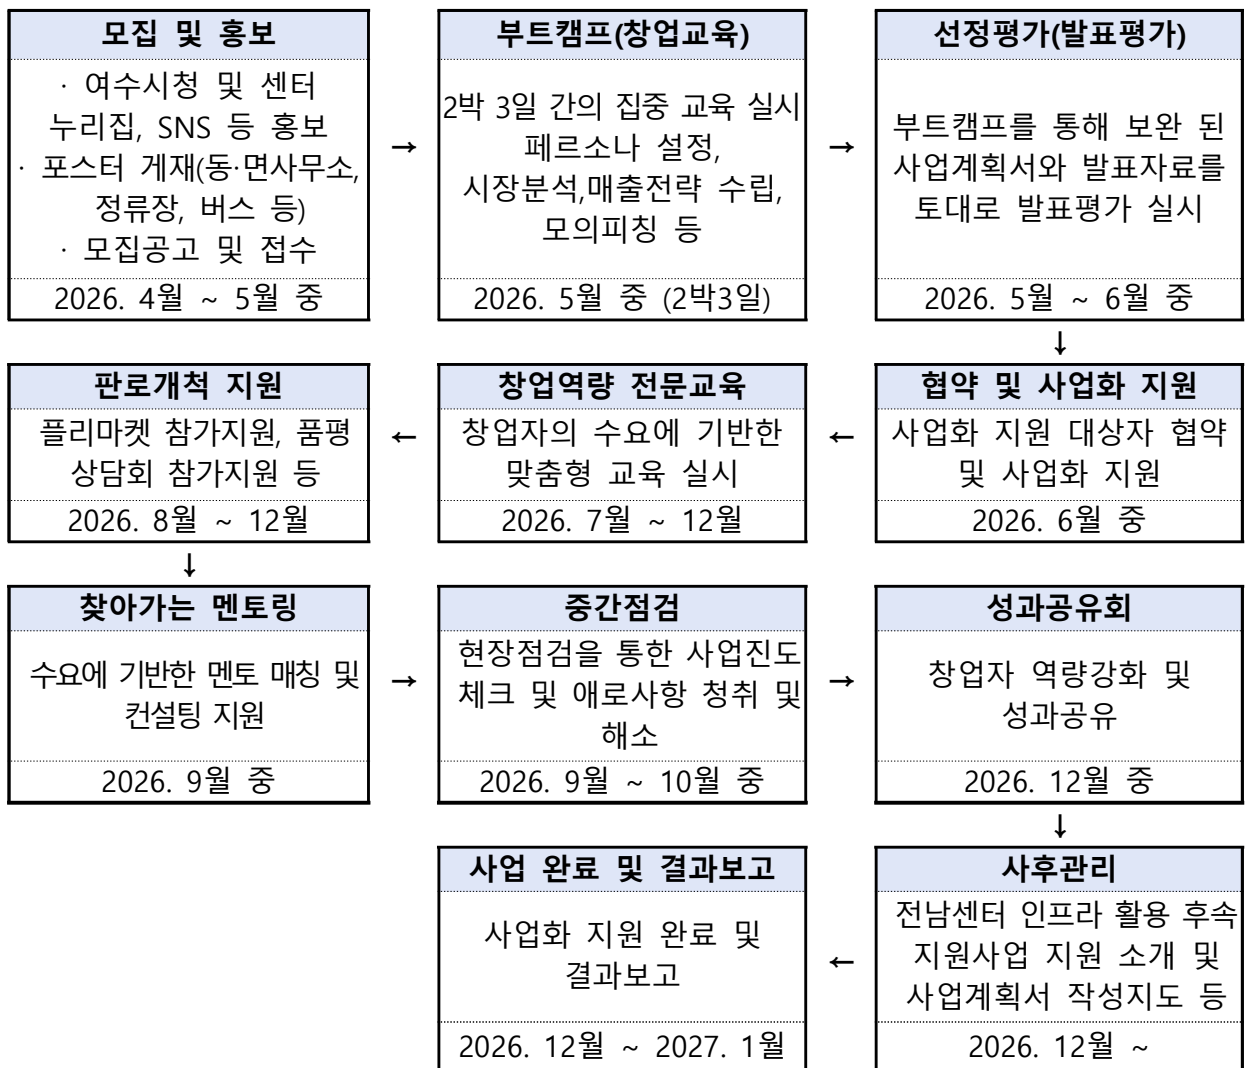 모집 및 홍보
· 여수시청 및 센터
누리집, SNS 등 홍보
· 포스터 게재(동·면사무소,
정류장, 버스 등)
· 모집공고 및 접수
2026. 4월 ~ 5월 중
→
부트캠프(창업교육)
2박 3일 간의 집중 교육 실시
페르소나 설정,
시장분석,매출전략 수립,
모의피칭 등
2026. 5월 중 (2박3일)
→
선정평가(발표평가)
부트캠프를 통해 보완 된
사업계획서와 발표자료를
토대로 발표평가 실시
2026. 5월 ~ 6월 중
↓
협약 및 사업화 지원
사업화 지원 대상자 협약
및 사업화 지원
2026. 6월 중
←
창업역량 전문교육
창업자의 수요에 기반한
맞춤형 교육 실시
2026. 7월 ~ 12월
←
판로개척 지원
플리마켓 참가지원, 품평
상담회 참가지원 등
2026. 8월 ~ 12월
↓
찾아가는 멘토링
수요에 기반한 멘토 매칭 및
컨설팅 지원
2026. 9월 중
→
중간점검
현장점검을 통한 사업진도
체크 및 애로사항 청취 및
해소
2026. 9월 ~ 10월 중
→
성과공유회
창업자 역량강화 및
성과공유
2026. 12월 중
↓
사후관리
전남센터 인프라 활용 후속
지원사업 지원 소개 및
사업계획서 작성지도 등
2026. 12월 ~
←
사업 완료 및 결과보고
사업화 지원 완료 및
결과보고
2026. 12월 ~ 2027. 1월